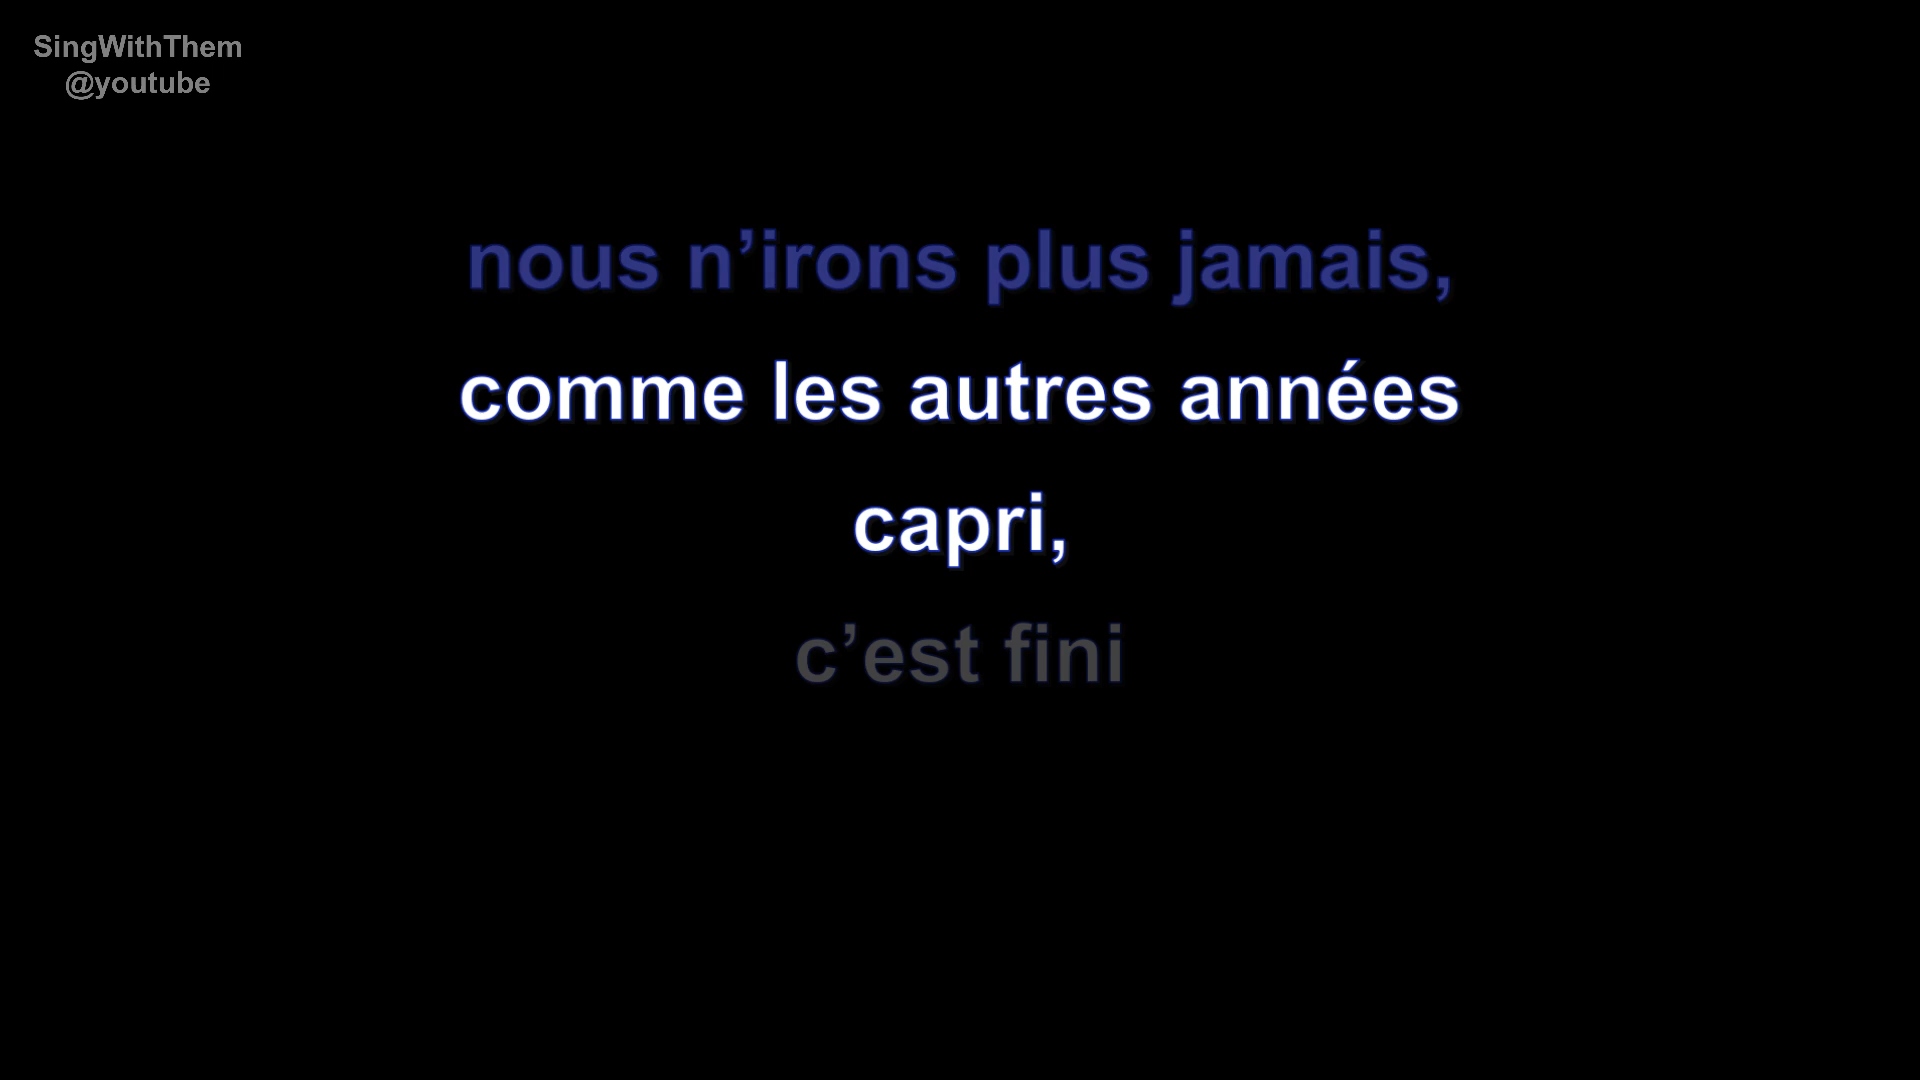 SingWithThem
@youtube
nous n’irons plus jamais,
comme les autres années
capri,
c’est fini